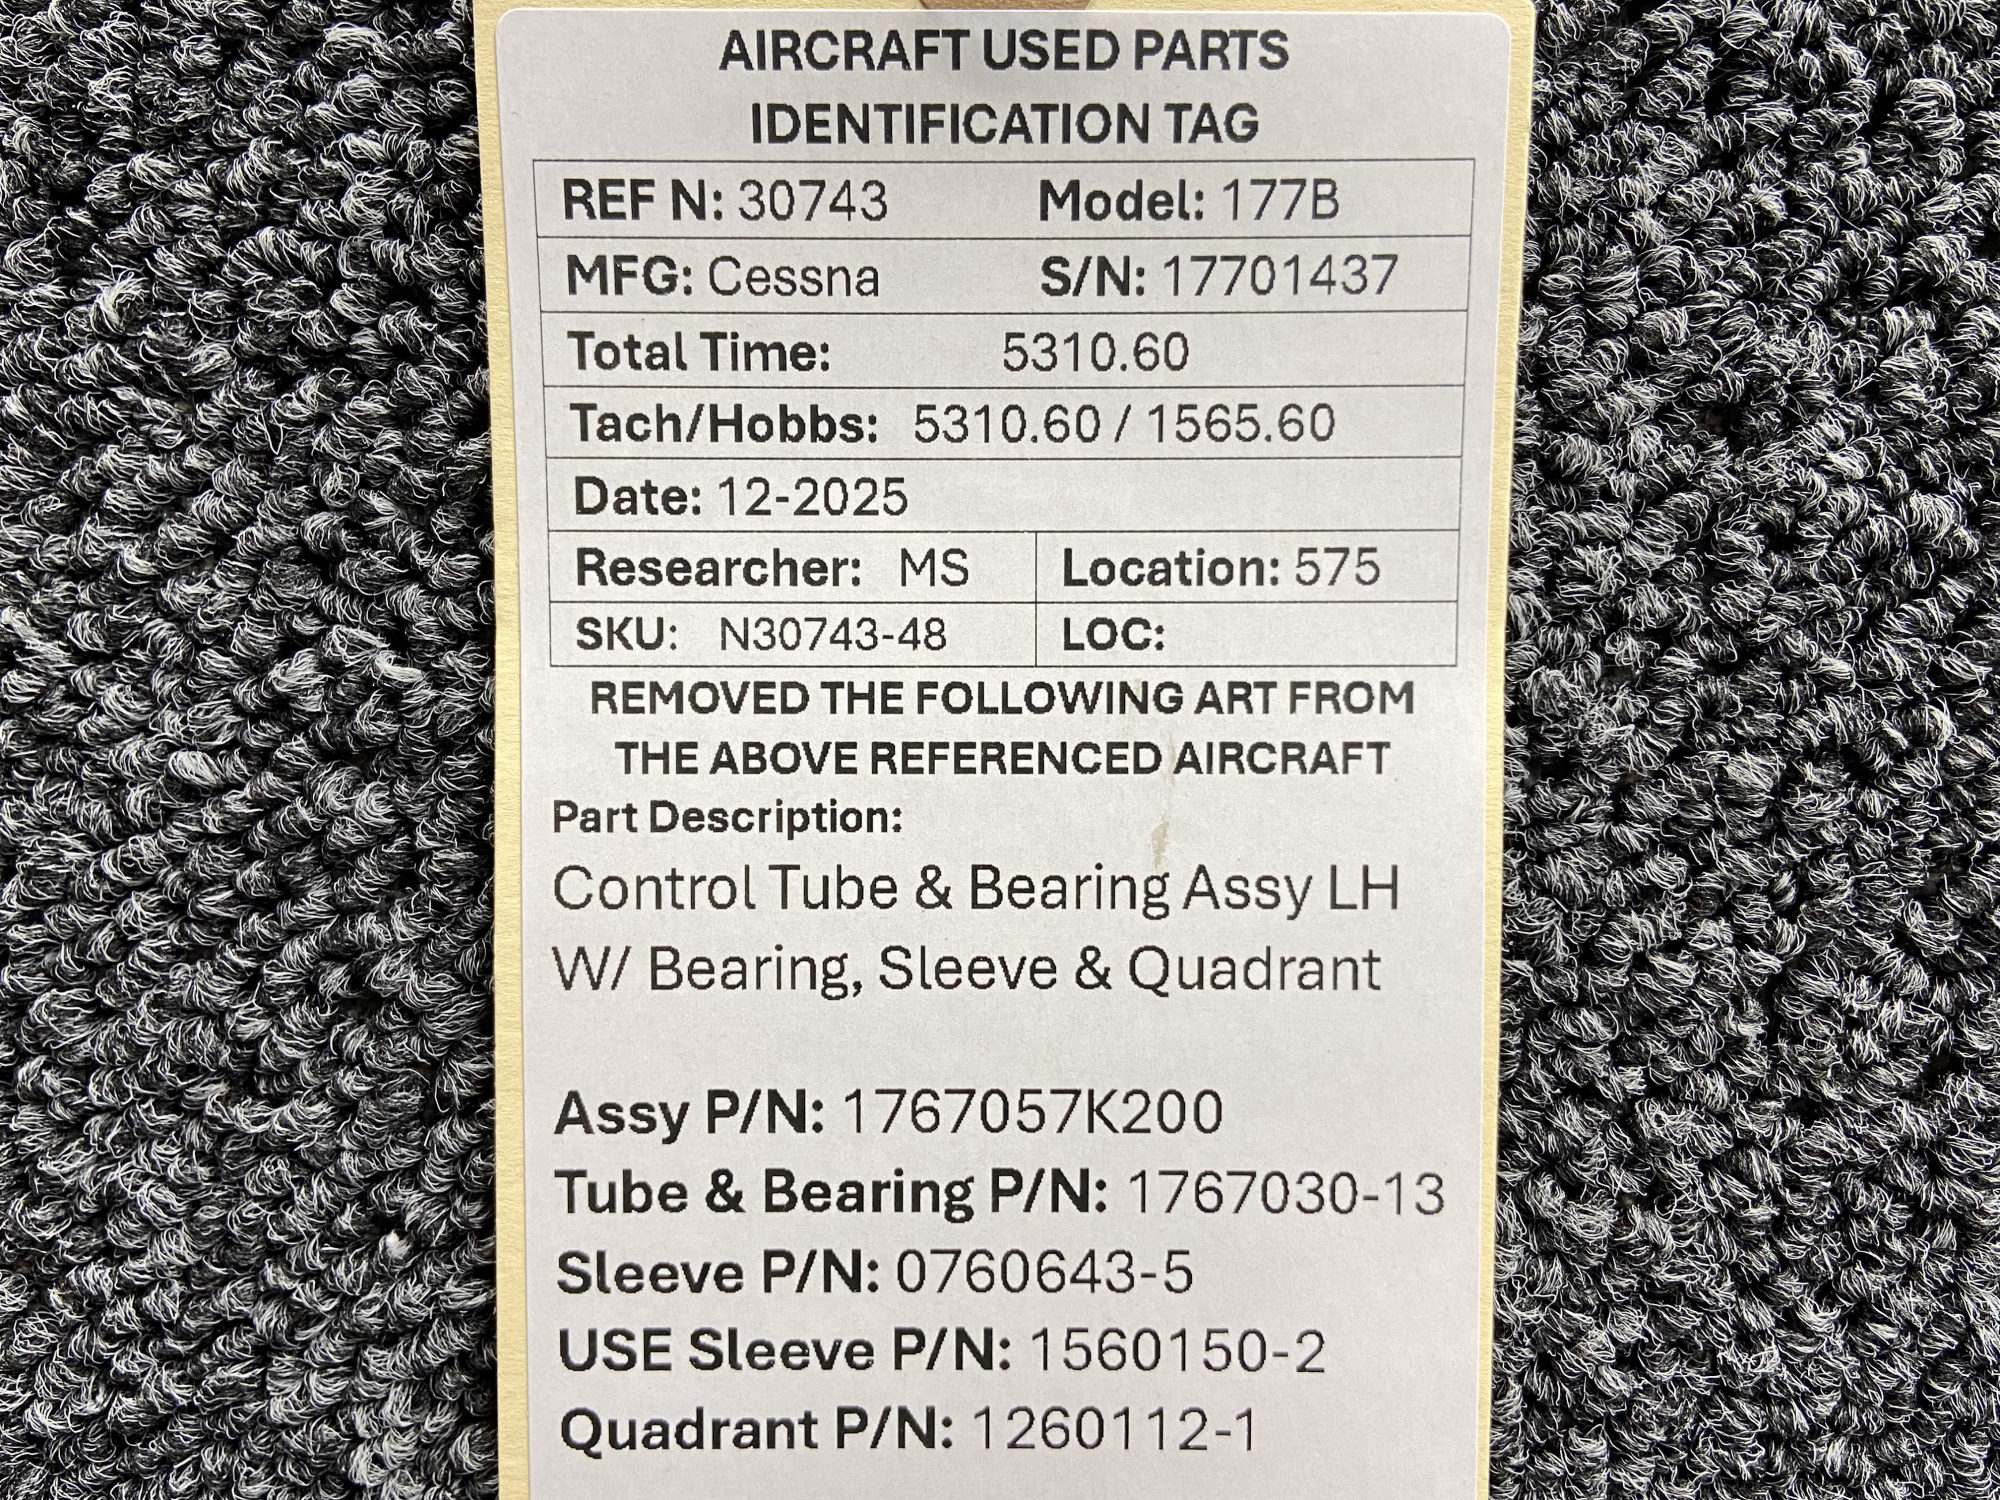 AIRCRAFT USED PARTS
IDENTIFICATION TAG
REF N: 30743 Model: 177B
MFG: Cessna S/N: 17701437
Total Time: 5310.60
Tach/Hobbs: 5310.60 / 1565.60
Date: 12-2025
Researcher: MS Location: 575
SKU: N30743-48 LOC:
REMOVED THE FOLLOWING ART FROM
THE ABOVE REFERENCED AIRCRAFT
Part Description:
Control Tube & Bearing Assy LH
W/ Bearing, Sleeve & Quadrant
Assy P/N: 1767057K200
Tube & Bearing P/N: 1767030-13
Sleeve P/N: 0760643-5
USE Sleeve P/N: 1560150-2
Quadrant P/N: 1260112-1